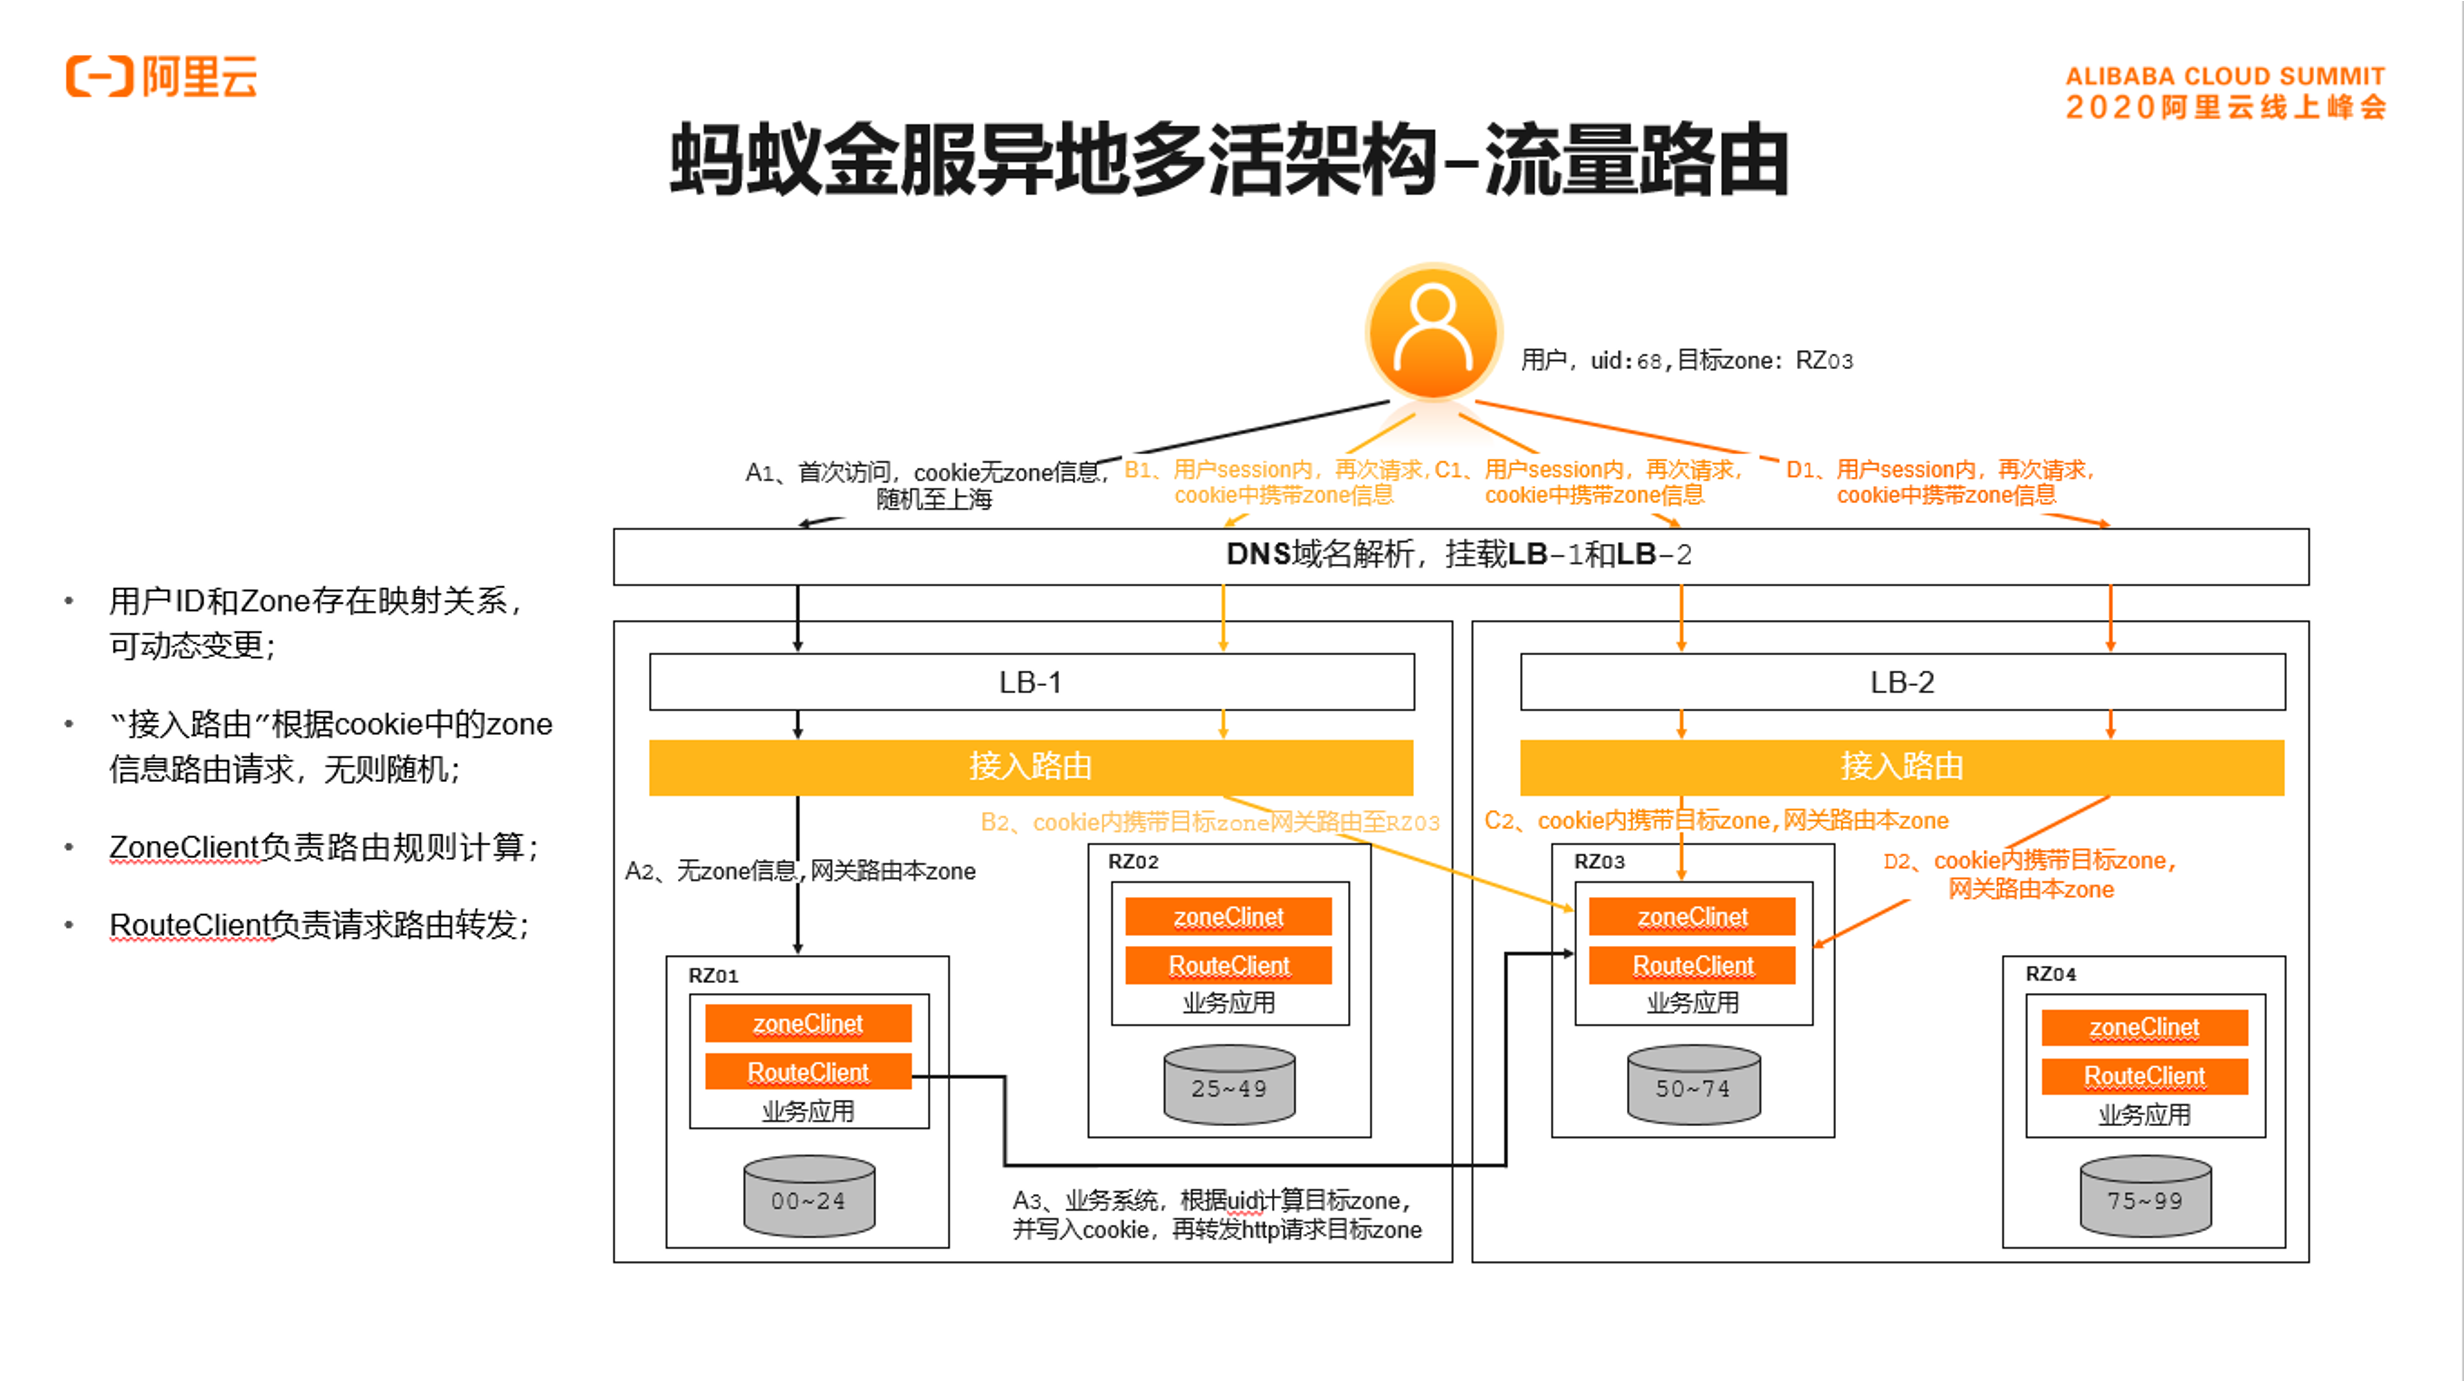 阿里云
ALIBABA CLOUD SUMMIT
2020阿里云线上峰会
蚂蚁金服异地多活架构-流量路由
用户，uid:68,目标zone：RZ03
A1、首次访问，cookie无zone信息，
随机至上海
B1、用户session内，再次请求，
cookie中携带zone信息
C1、用户session内，再次请求，
cookie中携带zone信息
D1、用户session内，再次请求，
cookie中携带zone信息
DNS域名解析，挂载LB-1和LB-2
• 用户ID和Zone存在映射关系，
可动态变更；
• “接入路由”根据cookie中的zone
信息路由请求，无则随机；
• ZoneClient负责路由规则计算；
• RouteClient负责请求路由转发；
LB-1
接入路由
LB-2
接入路由
B2、cookie内携带目标zone网关路由至RZ03
C2、cookie内携带目标zone,网关路由本zone
A2、无zone信息,网关路由本zone
D2、cookie内携带目标zone，
网关路由本zone
RZ01
zoneClinet
RouteClient
业务应用
00~24
RZ02
zoneClinet
RouteClient
业务应用
25~49
RZ03
zoneClinet
RouteClient
业务应用
50~74
RZ04
zoneClinet
RouteClient
业务应用
75~99
A3、业务系统，根据uid计算目标zone，
并写入cookie，再转发http请求目标zone